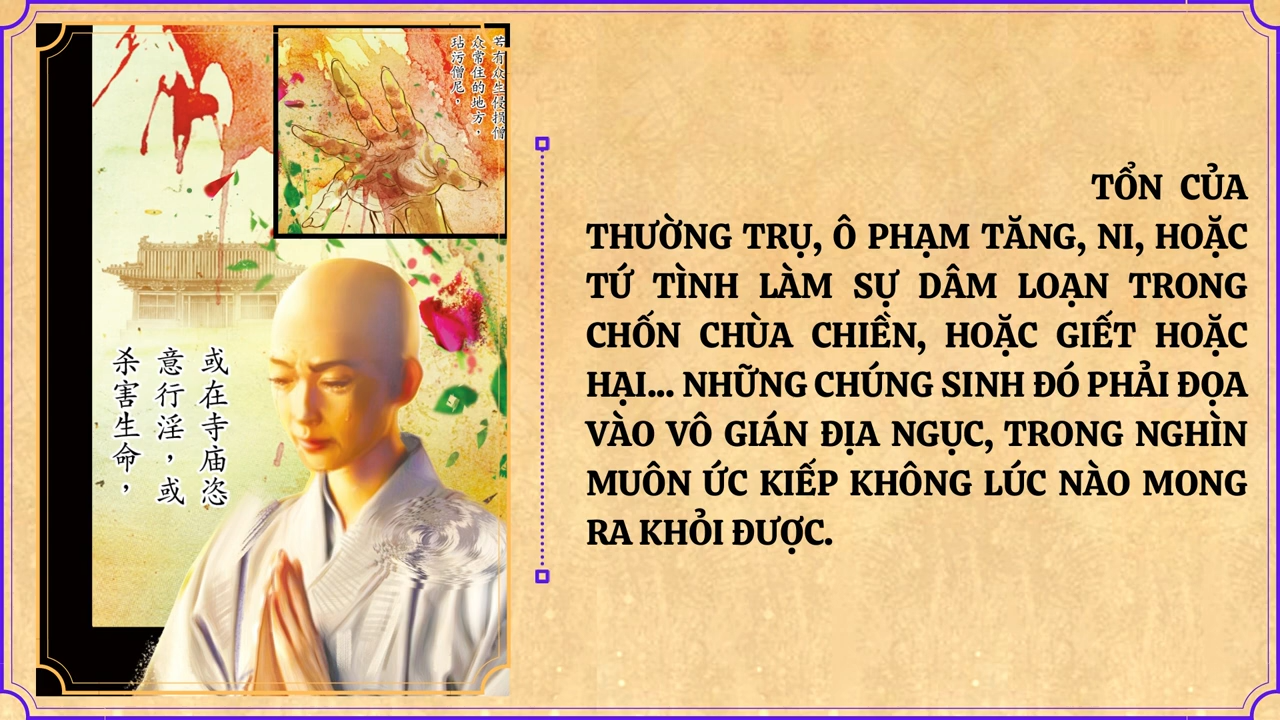 若有众生侵损僧
众常住的地方，
玷污僧尼，
或在寺庙恣
意行淫，或
杀害生命，
TỔN CỦA
THƯỜNG TRỤ, Ô PHẠM TĂNG, NI, HOẶC
TỨ TÌNH LÀM SỰ DÂM LOẠN TRONG
CHỐN CHÙA CHIỀN, HOẶC GIẾT HOẶC
HẠI... NHỮNG CHÚNG SINH ĐÓ PHẢI ĐỌA
VÀO VÔ GIÁN ĐỊA NGỤC, TRONG NGHÌN
MUÔN ỨC KIẾP KHÔNG LÚC NÀO MONG
RA KHỎI ĐƯỢC.